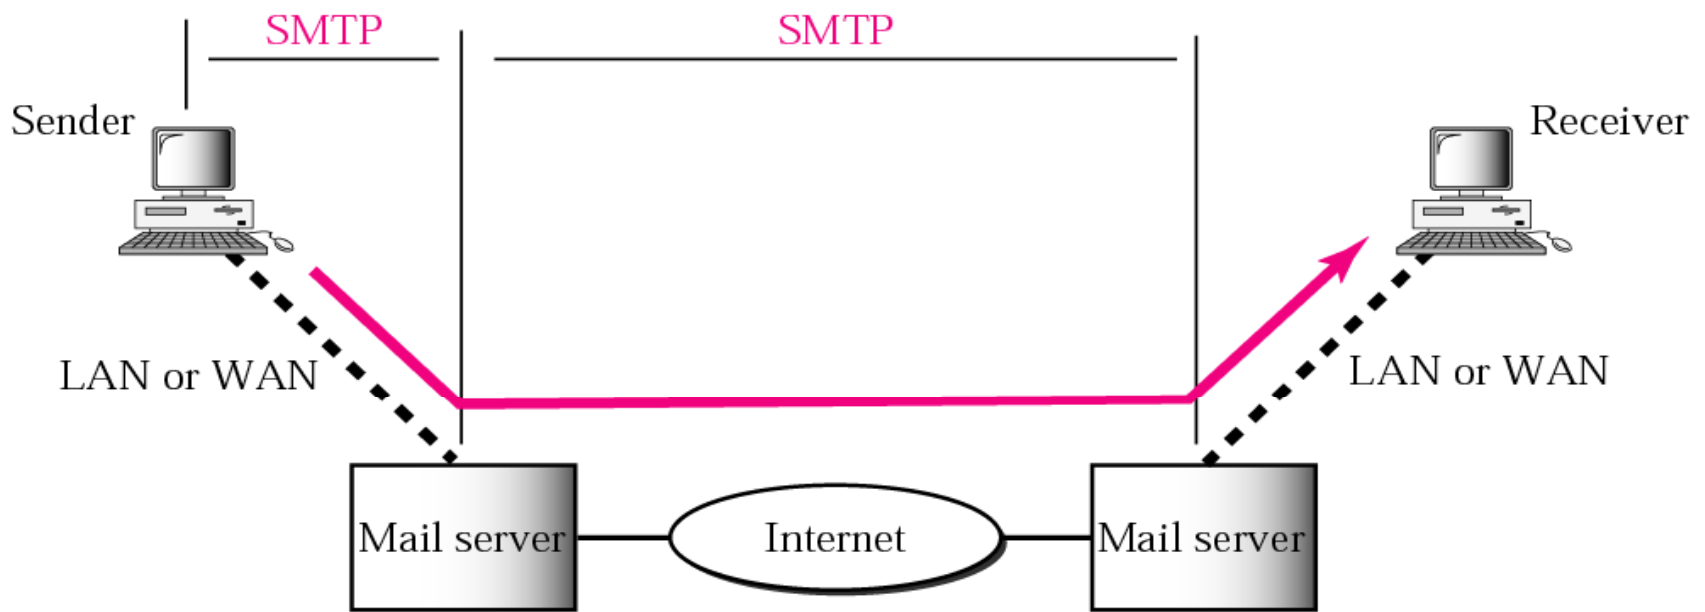 SMTP
SMTP
Sender
Receiver
LAN or WAN
LAN or WAN
Mail server
Internet
Mail server